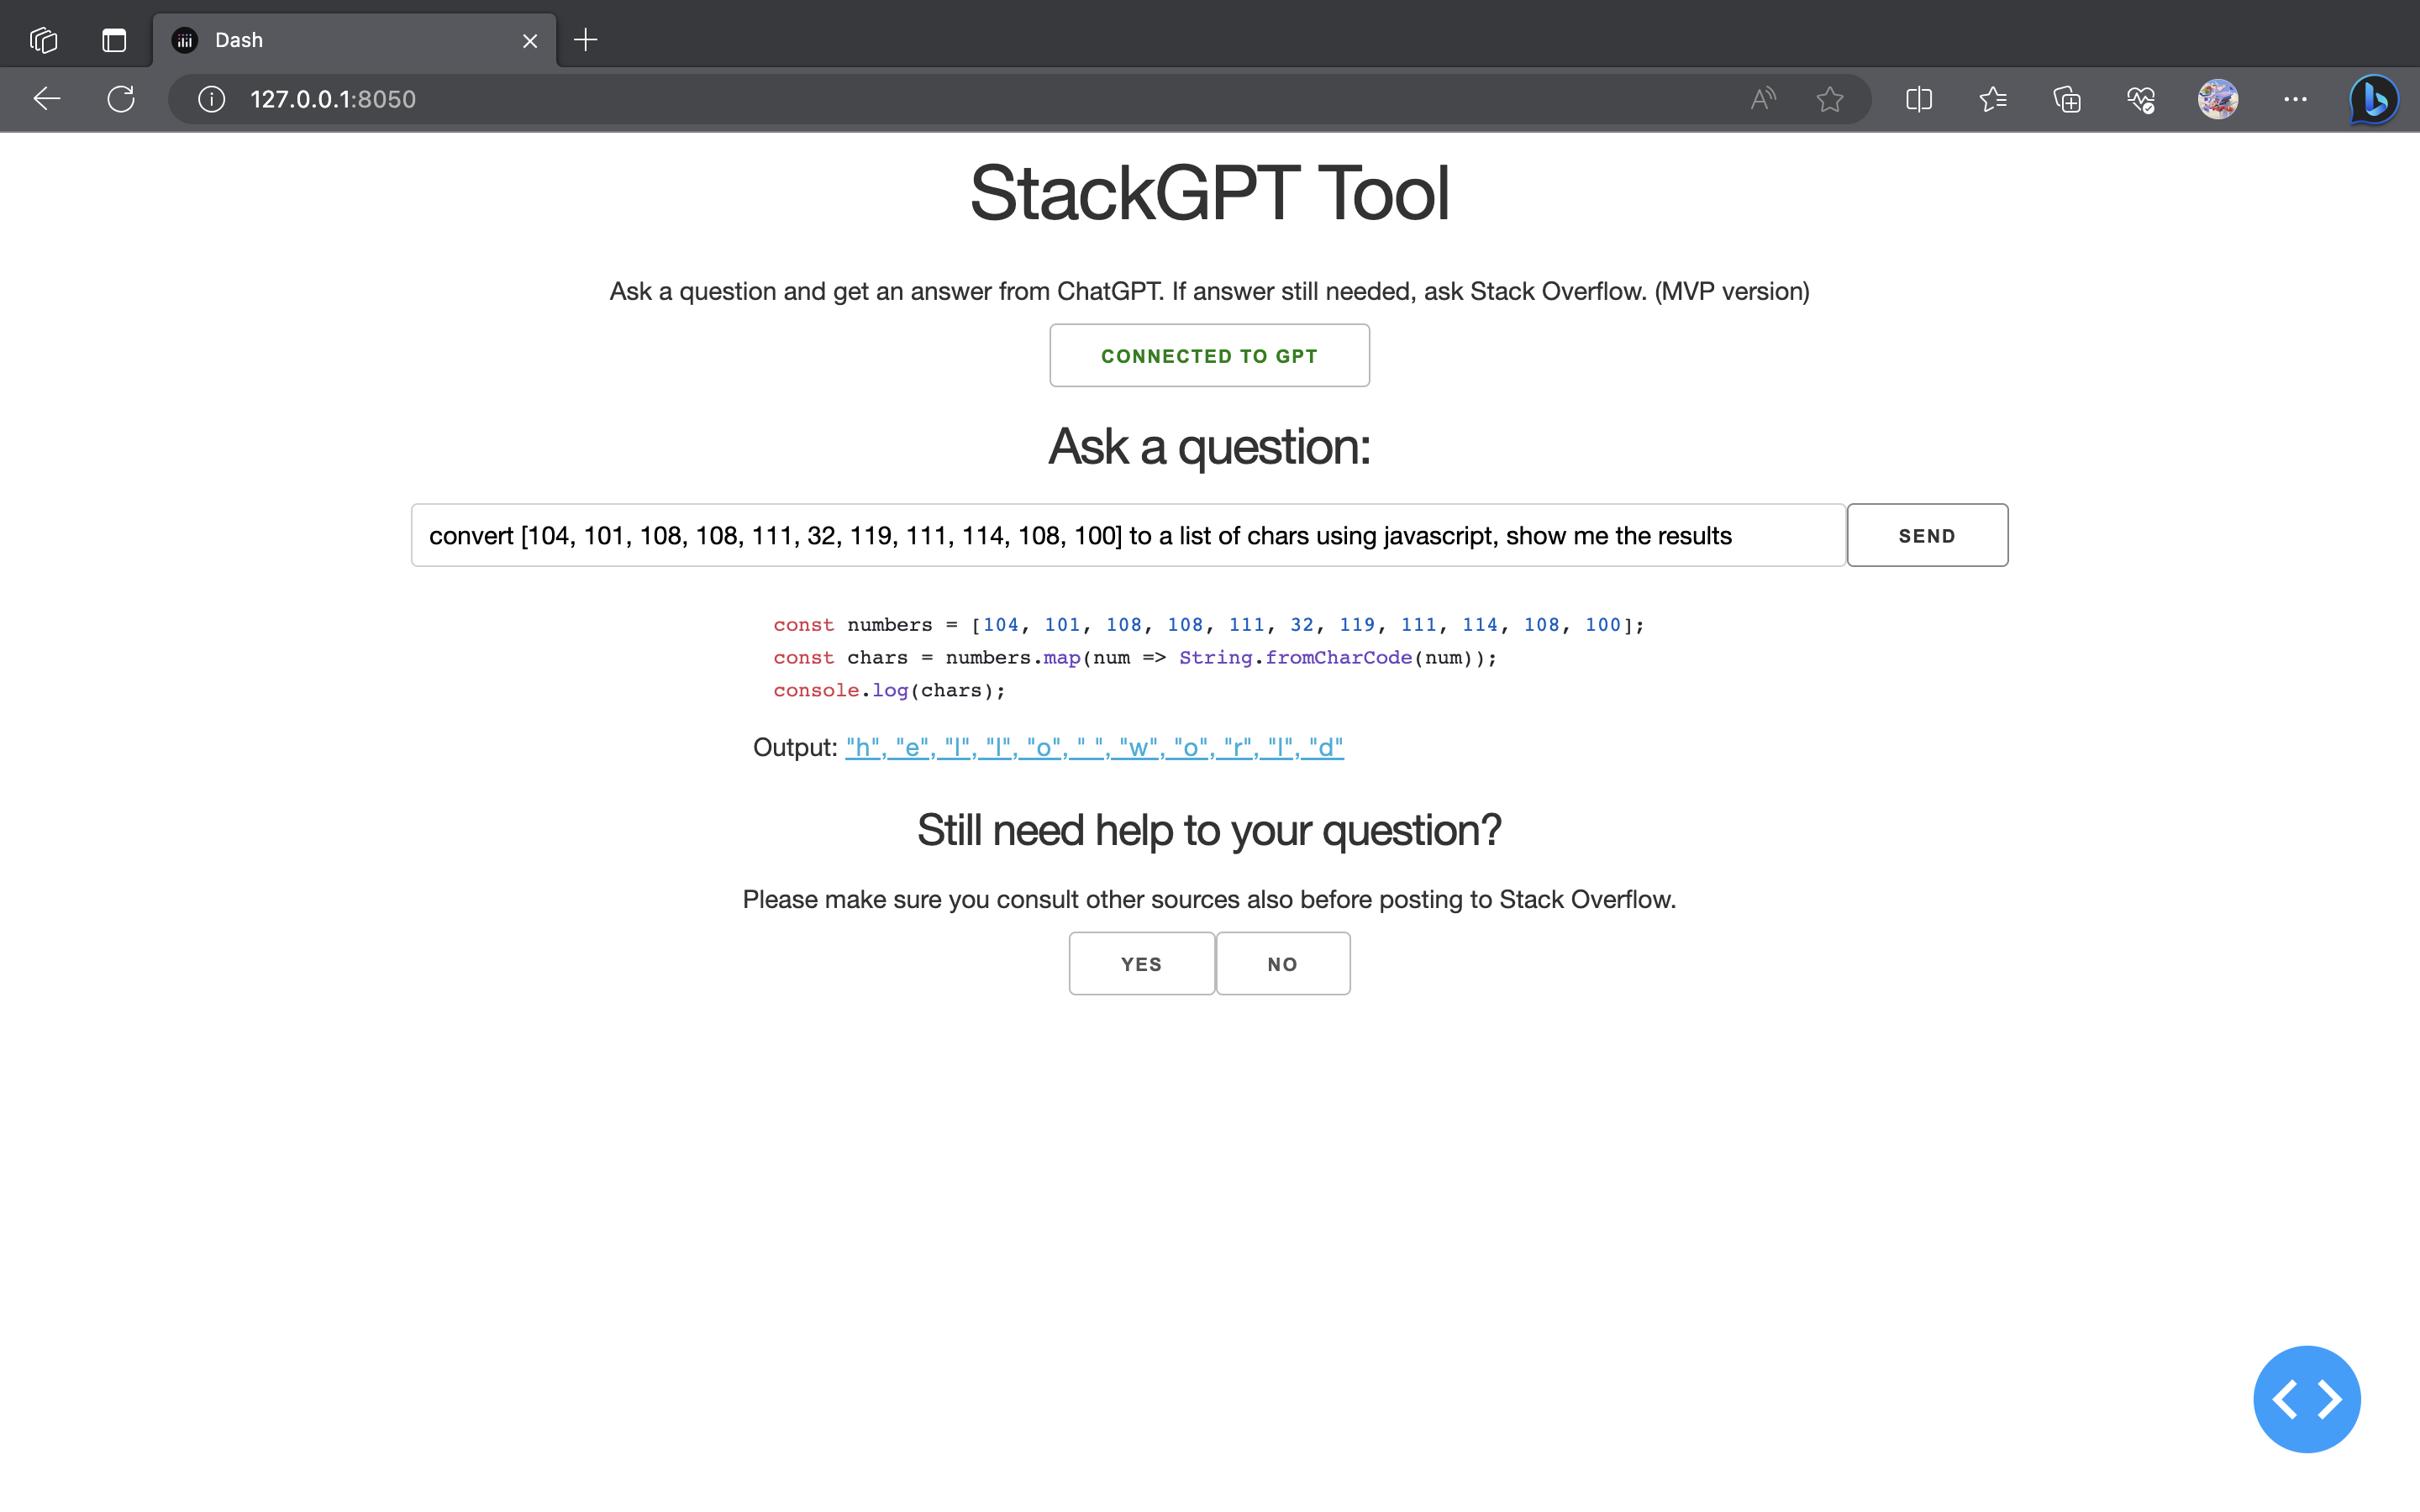 Dash
127.0.0.1:8050
StackGPT Tool
Ask a question and get an answer from ChatGPT. If answer still needed, ask Stack Overflow. (MVP version)
CONNECTED TO GPT
Ask a question:
convert [104, 101, 108, 108, 111, 32, 119, 111, 114, 108, 100] to a list of chars using javascript, show me the results
SEND
const numbers = [104, 101, 108, 108, 111, 32, 119, 111, 114, 108, 100];
const chars = numbers.map(num => String.fromCharCode(num));
console.log(chars);
Output: "h", "e", "l", "l", "o", " ", "w", "o", "r", "l", "d"
Still need help to your question?
Please make sure you consult other sources also before posting to Stack Overflow.
YES NO